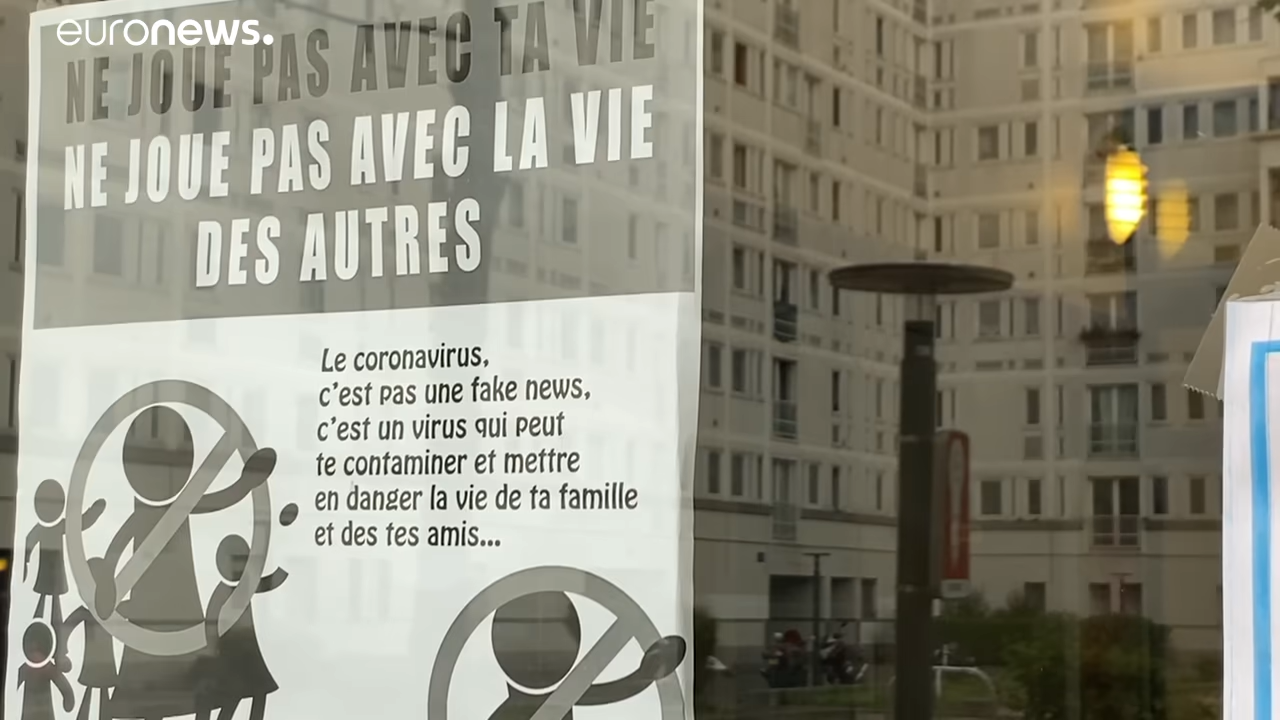 euronews.
NE JOUE PAS AVEC TA VIE
NE JOUE PAS AVEC LA VIE
DES AUTRES
Le coronavirus,
c'est pas une fake news,
c'est un virus qui peut
te contaminer et mettre
en danger la vie de ta famille
et des tes amis...